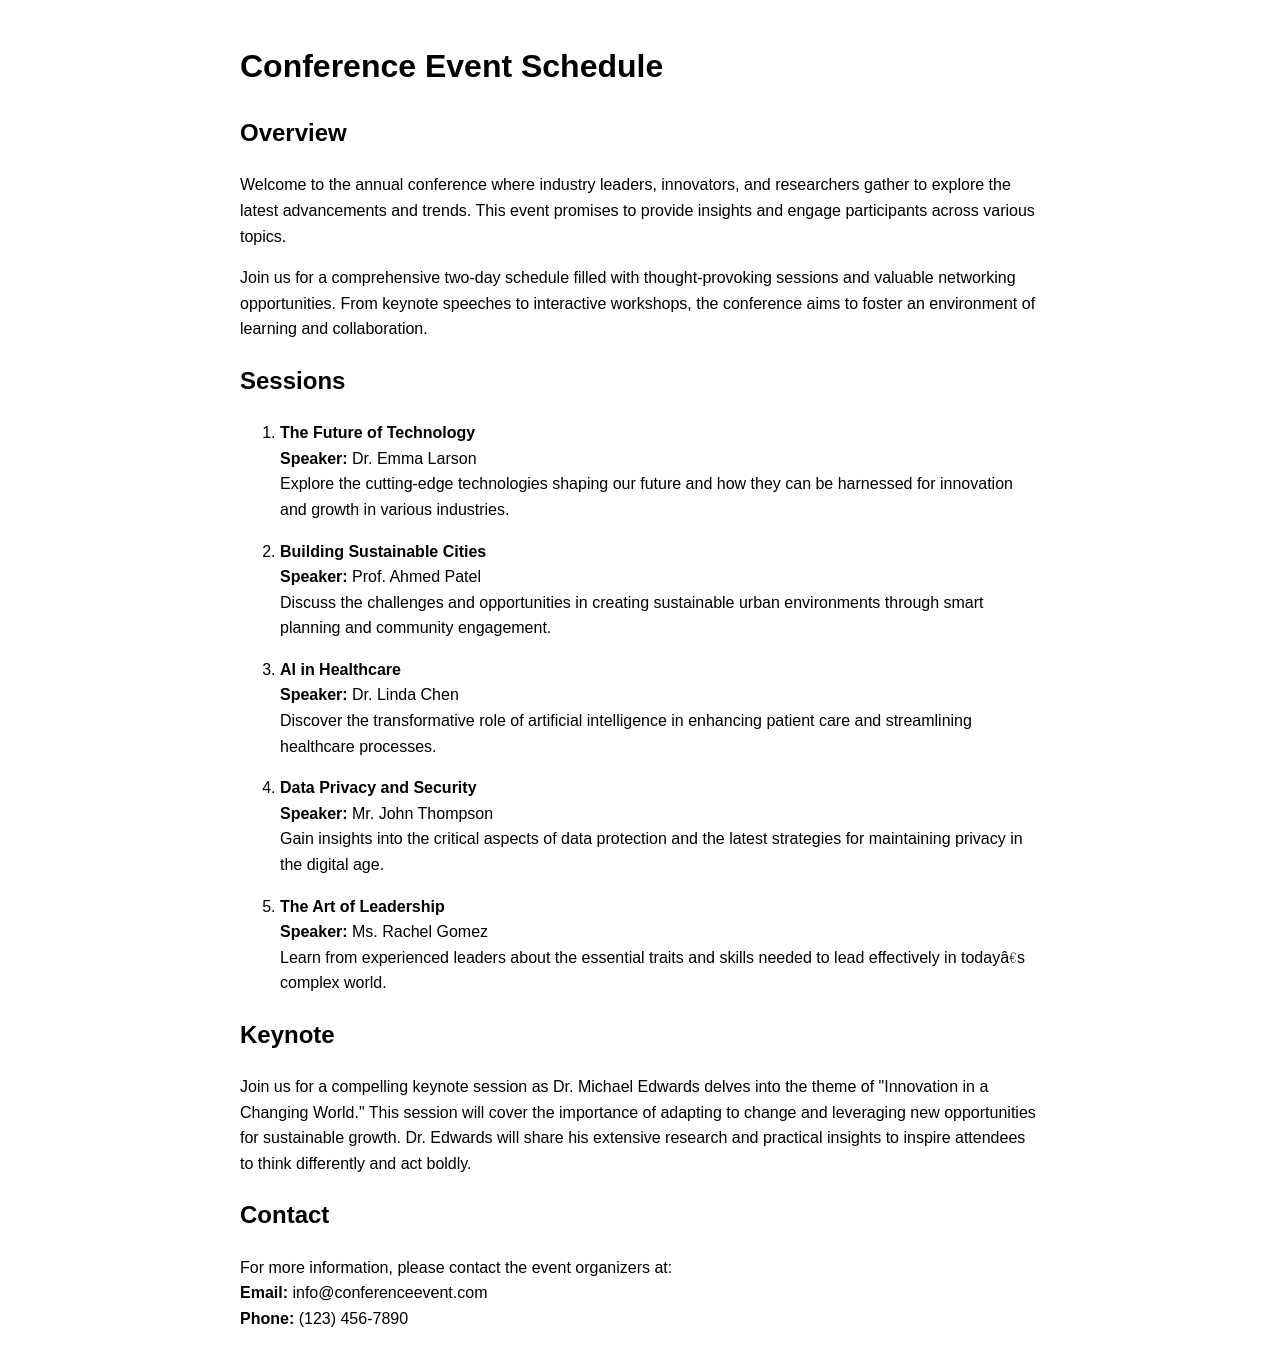 Conference Event Schedule
Overview
Welcome to the annual conference where industry leaders, innovators, and researchers gather to explore the
latest advancements and trends. This event promises to provide insights and engage participants across various
topics.
Join us for a comprehensive two-day schedule filled with thought-provoking sessions and valuable networking
opportunities. From keynote speeches to interactive workshops, the conference aims to foster an environment of
learning and collaboration.
Sessions
1. The Future of Technology
Speaker: Dr. Emma Larson
Explore the cutting-edge technologies shaping our future and how they can be harnessed for innovation
and growth in various industries.
2. Building Sustainable Cities
Speaker: Prof. Ahmed Patel
Discuss the challenges and opportunities in creating sustainable urban environments through smart
planning and community engagement.
3. AI in Healthcare
Speaker: Dr. Linda Chen
Discover the transformative role of artificial intelligence in enhancing patient care and streamlining
healthcare processes.
4. Data Privacy and Security
Speaker: Mr. John Thompson
Gain insights into the critical aspects of data protection and the latest strategies for maintaining privacy in
the digital age.
5. The Art of Leadership
Speaker: Ms. Rachel Gomez
Learn from experienced leaders about the essential traits and skills needed to lead effectively in todayâ€s
complex world.
Keynote
Join us for a compelling keynote session as Dr. Michael Edwards delves into the theme of "Innovation in a
Changing World." This session will cover the importance of adapting to change and leveraging new opportunities
for sustainable growth. Dr. Edwards will share his extensive research and practical insights to inspire attendees
to think differently and act boldly.
Contact
For more information, please contact the event organizers at:
Email: info@conferenceevent.com
Phone: (123) 456-7890